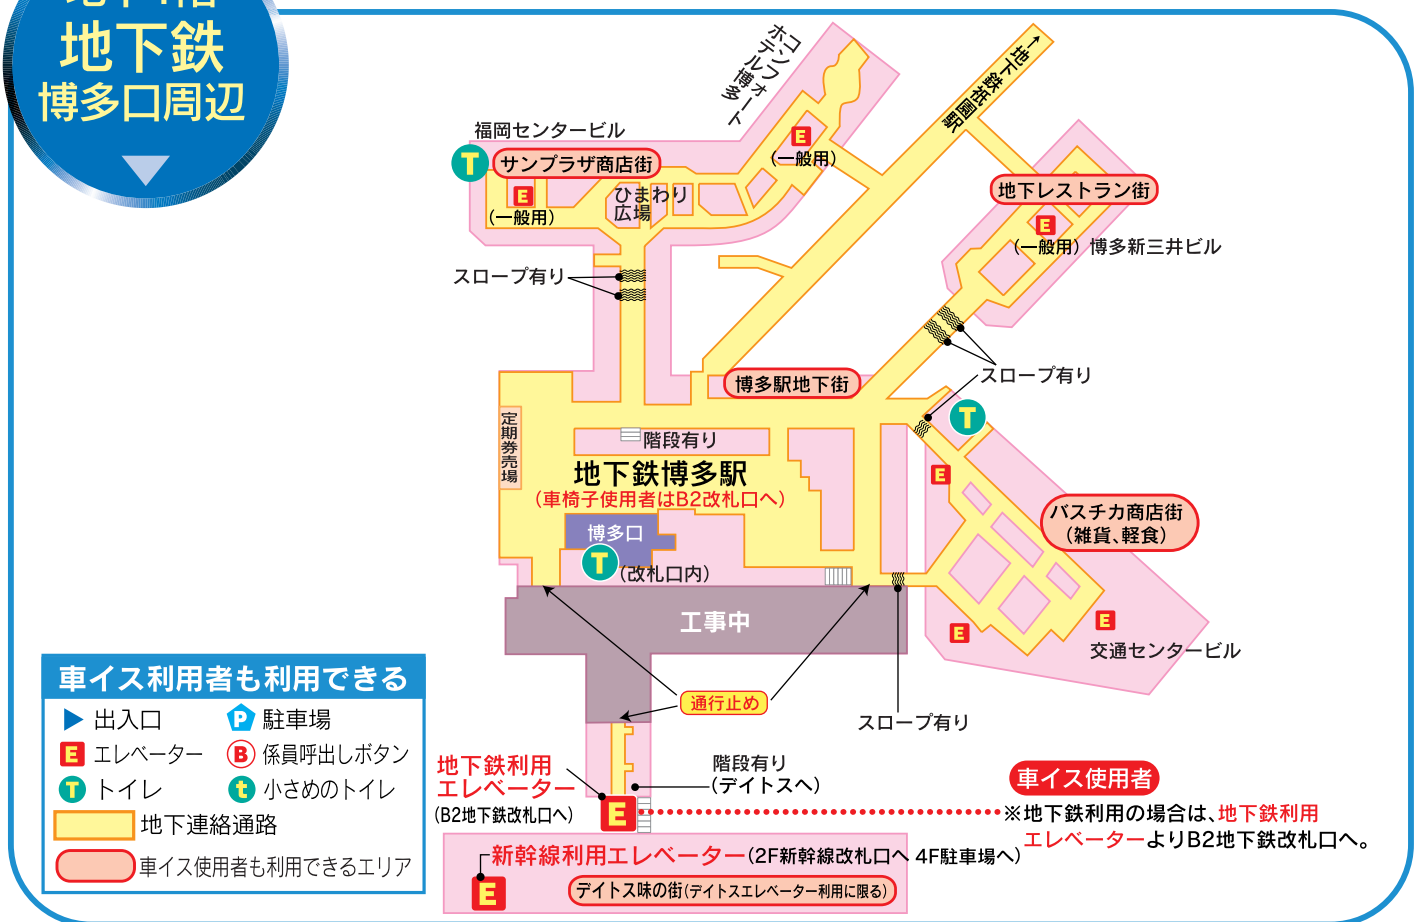 地下1階
地下鉄
博多口周辺
コンフォート
ホテル博多
↑地下鉄祇園駅
福岡センタービル
T
サンプラザ商店街
E
(一般用)
E
(一般用)
ひまわり
広場
地下レストラン街
E
(一般用)
博多新三井ビル
スロープ有り
スロープ有り
博多駅地下街
T
定期券売場
階段有り
地下鉄博多駅
(車椅子使用者はB2改札口へ)
E
バスチカ商店街
(雑貨、軽食)
博多口
T
(改札口内)
工事中
E
E
交通センタービル
通行止め
スロープ有り
車イス利用者も利用できる
出入口
P
駐車場
E
エレベーター
B
係員呼出しボタン
T
トイレ
t
小さめのトイレ
地下連絡通路
車イス使用者も利用できるエリア
地下鉄利用
エレベーター
(B2地下鉄改札口へ)
階段有り
(デイトスへ)
E
車イス使用者
※地下鉄利用の場合は、地下鉄利用
エレベーターよりB2地下鉄改札口へ。
新幹線利用エレベーター(2F新幹線改札口へ 4F駐車場へ)
E
デイトス味の街(デイトスエレベーター利用に限る)